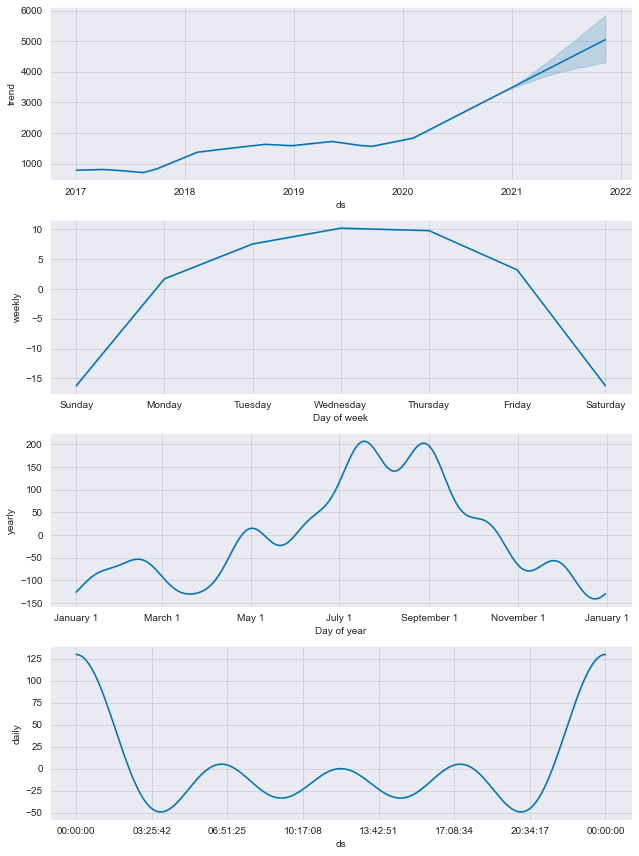 6000
5000
4000
3000
2000
1000
trend
2017 2018 2019 2020 2021 2022
ds
10
5
0
−5
−10
−15
weekly
Sunday Monday Tuesday Wednesday Thursday Friday Saturday
Day of week
200
150
100
50
0
−50
−100
−150
yearly
January 1 March 1 May 1 July 1 September 1 November 1 January 1
Day of year
125
100
75
50
25
0
−25
−50
daily
00:00:00 03:25:42 06:51:25 10:17:08 13:42:51 17:08:34 20:34:17 00:00:00
ds